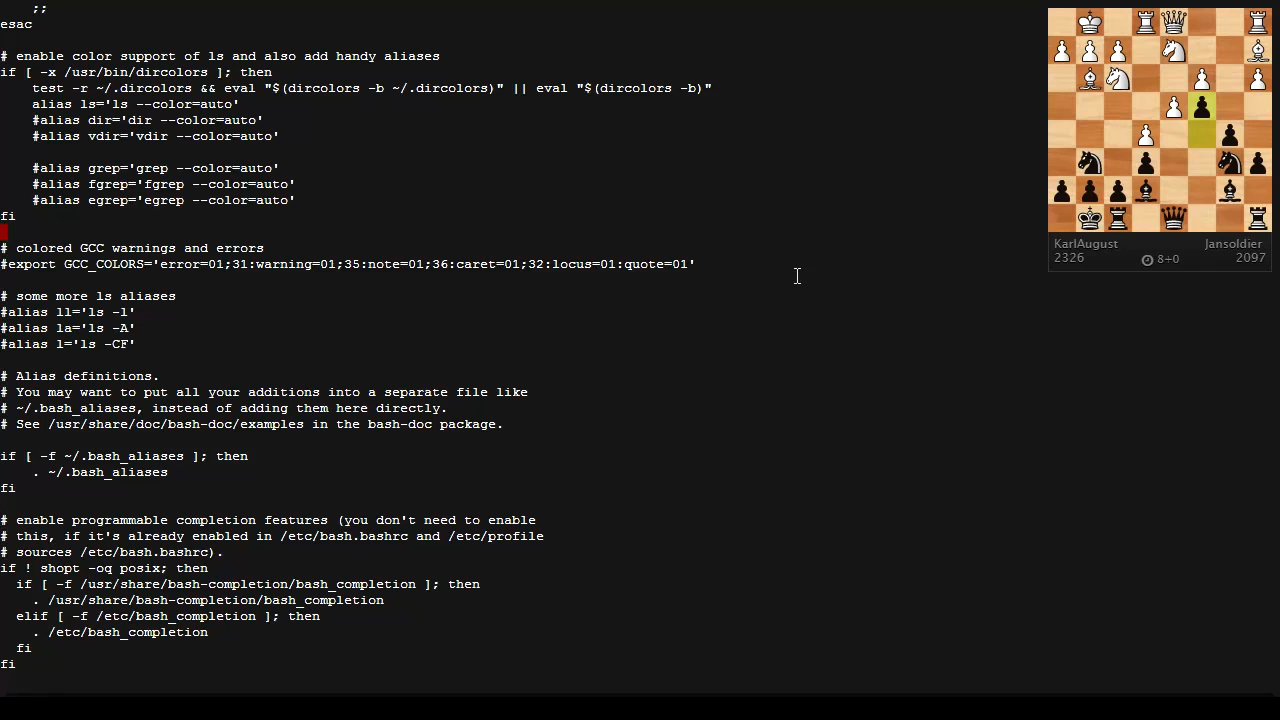 ;;
esac
# enable color support of ls and also add handy aliases
if [ -x /usr/bin/dircolors ]; then
    test -r ~/.dircolors && eval "$(dircolors -b ~/.dircolors)" || eval "$(dircolors -b)"
    alias ls='ls --color=auto'
    #alias dir='dir --color=auto'
    #alias vdir='vdir --color=auto'
    #alias grep='grep --color=auto'
    #alias fgrep='fgrep --color=auto'
    #alias egrep='egrep --color=auto'
fi
# colored GCC warnings and errors
#export GCC_COLORS='error=01;31:warning=01;35:note=01;36:caret=01;32:locus=01:quote=01'
# some more ls aliases
#alias ll='ls -l'
#alias la='ls -A'
#alias l='ls -CF'
# Alias definitions.
# You may want to put all your additions into a separate file like
# ~/.bash_aliases, instead of adding them here directly.
# See /usr/share/doc/bash-doc/examples in the bash-doc package.
if [ -f ~/.bash_aliases ]; then
    . ~/.bash_aliases
fi
# enable programmable completion features (you don't need to enable
# this, if it's already enabled in /etc/bash.bashrc and /etc/profile
# sources /etc/bash.bashrc).
if ! shopt -oq posix; then
  if [ -f /usr/share/bash-completion/bash_completion ]; then
    . /usr/share/bash-completion/bash_completion
  elif [ -f /etc/bash_completion ]; then
    . /etc/bash_completion
  fi
fi
KarlAugust Jansoldier
2326 8+0 2097